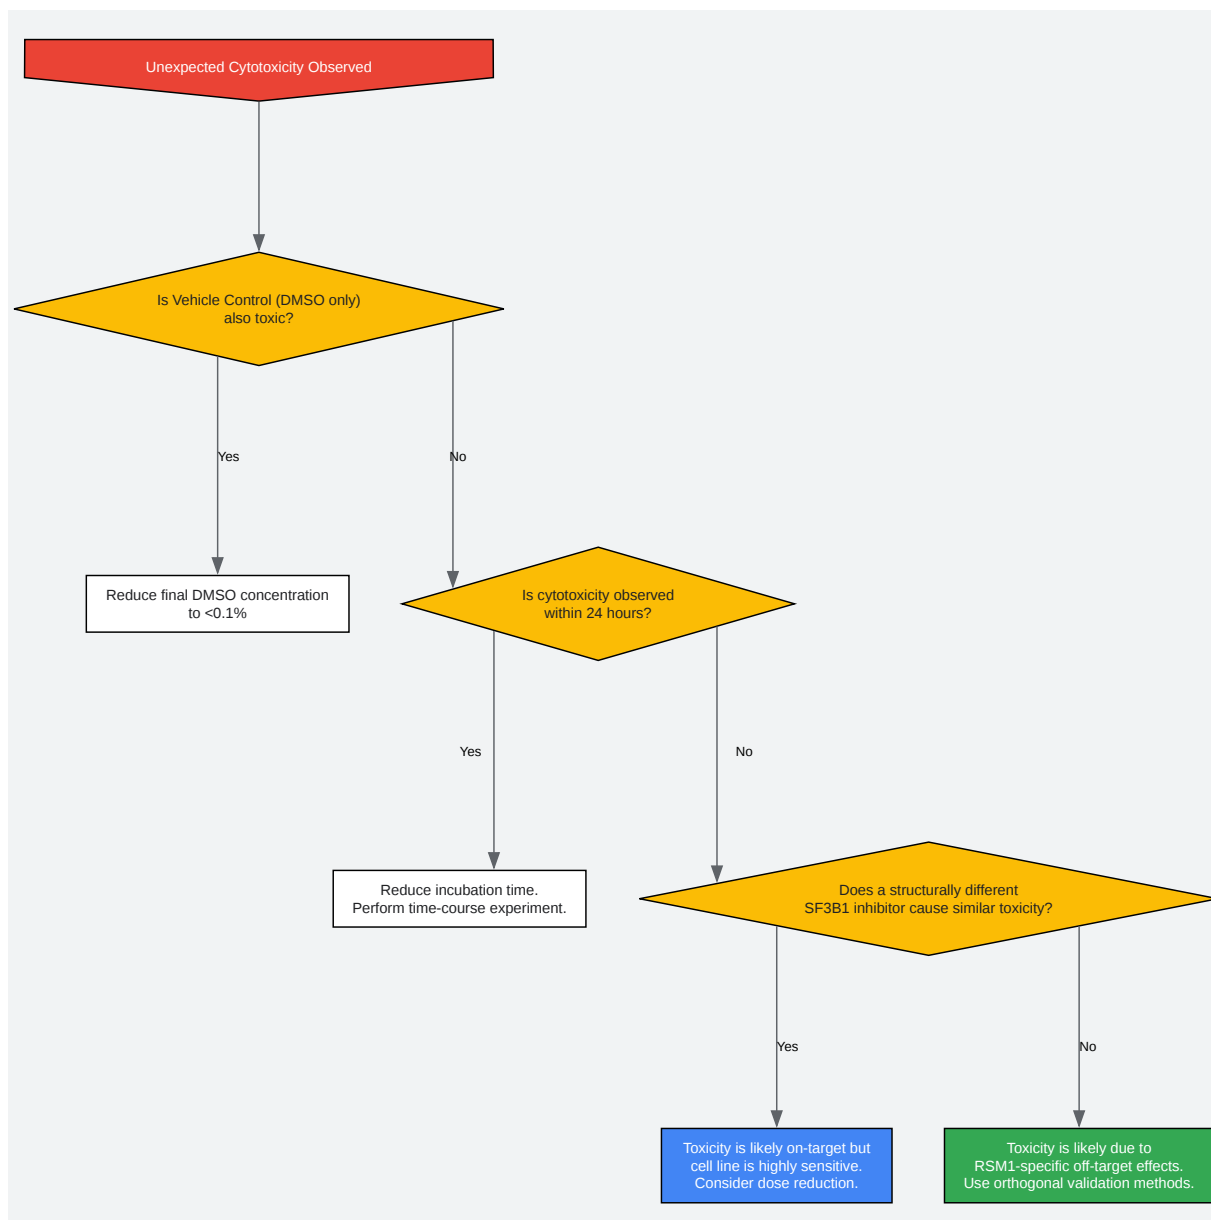 Unexpected Cytotoxicity Observed
Is Vehicle Control (DMSO only)
also toxic?
Yes
No
Reduce final DMSO concentration
to <0.1%
Is cytotoxicity observed
within 24 hours?
Yes
No
Reduce incubation time.
Perform time-course experiment.
Does a structurally different
SF3B1 inhibitor cause similar toxicity?
Yes
No
Toxicity is likely on-target but
cell line is highly sensitive.
Consider dose reduction.
Toxicity is likely due to
RSM1-specific off-target effects.
Use orthogonal validation methods.